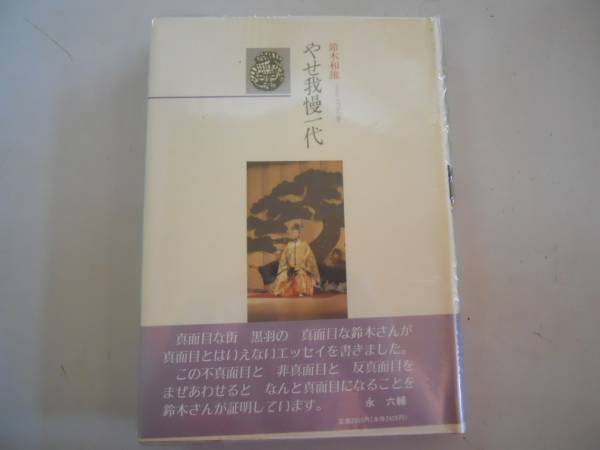 鈴木和雄
やせ我慢一代
真面目な街 黒羽の 真面目な鈴木さんが
真面目とはいえないエッセイを書きました。
この不真面目と 非真面目と 反真面目を
まぜあわせると なんと真面目になることを
鈴木さんが証明しています。 永 六輔